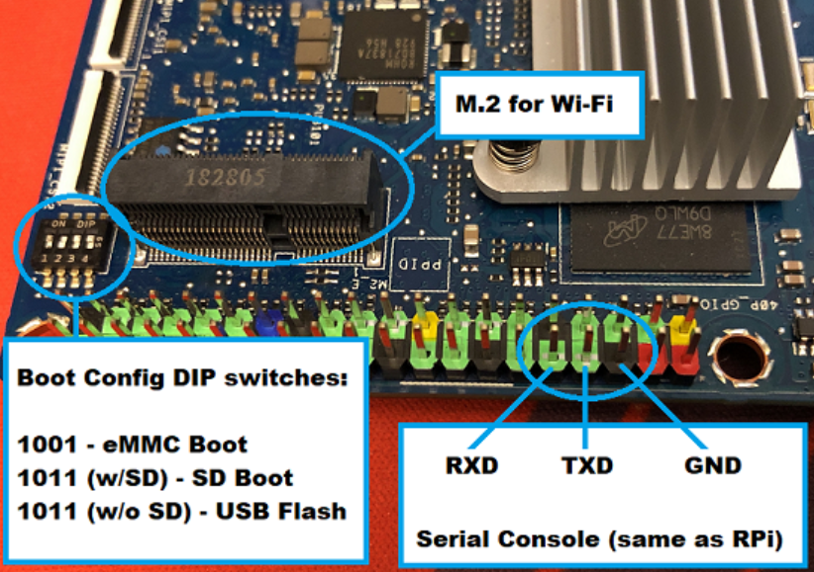 M.2 for Wi-Fi
182805
ON DIP
1 2 3 4
PPID
M2_E
8WE77
D9WLQ
40P GPIO
Boot Config DIP switches:
1001 - eMMC Boot
1011 (w/SD) - SD Boot
1011 (w/o SD) - USB Flash
RXD
TXD
GND
Serial Console (same as RPi)